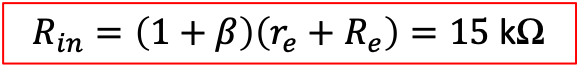 R_in = (1 + β)(r_e + R_e) = 15 kΩ